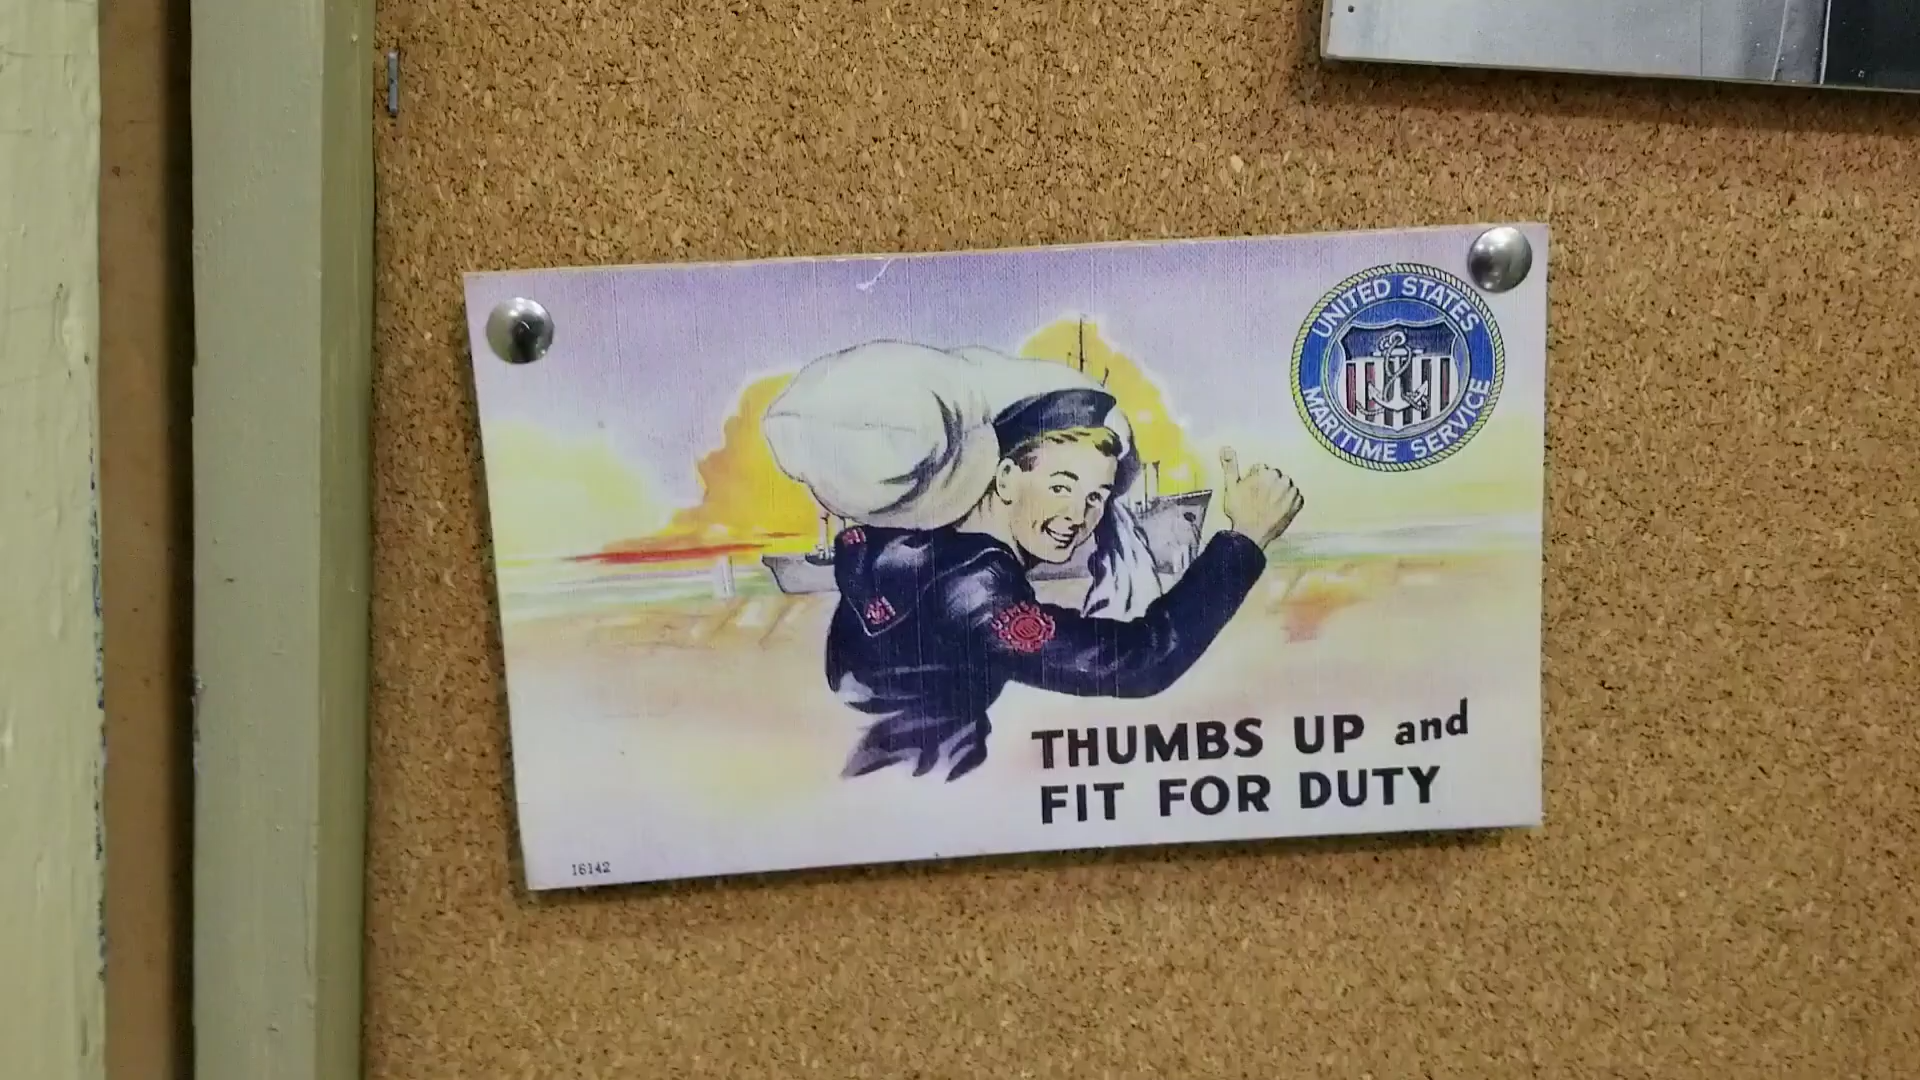 UNITED STATES
MARITIME SERVICE
THUMBS UP and
FIT FOR DUTY
16142